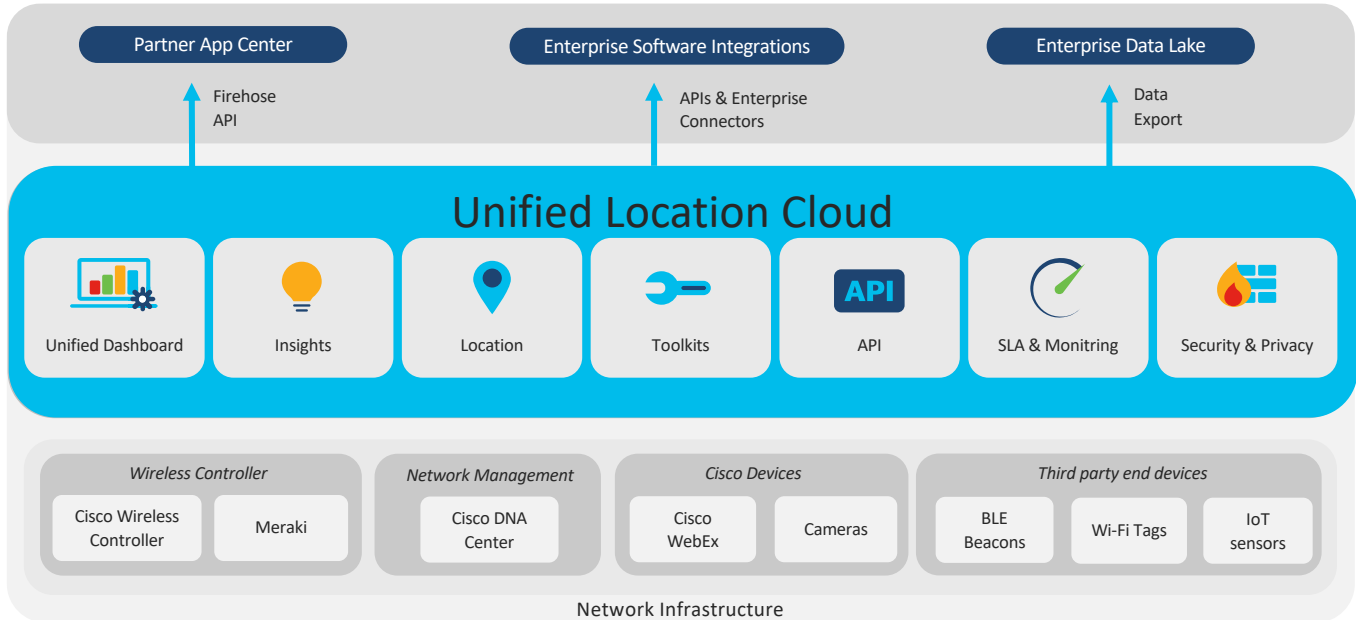 Partner App Center
Enterprise Software Integrations
Enterprise Data Lake
Firehose
API
APIs & Enterprise
Connectors
Data
Export
Unified Location Cloud
API
Unified Dashboard
Insights
Location
Toolkits
API
SLA & Monitring
Security & Privacy
Wireless Controller
Cisco Wireless
Controller
Meraki
Network Management
Cisco DNA
Center
Cisco Devices
Cisco
WebEx
Cameras
Third party end devices
BLE
Beacons
Wi-Fi Tags
IoT
sensors
Network Infrastructure